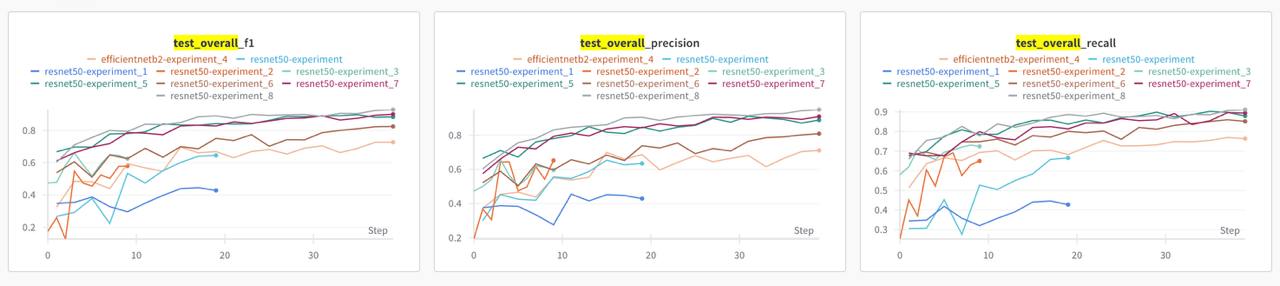 test_overall_f1
efficientnetb2-experiment_4 resnet50-experiment
resnet50-experiment_1 resnet50-experiment_2 resnet50-experiment_3
resnet50-experiment_5 resnet50-experiment_6 resnet50-experiment_7
resnet50-experiment_8
0.8
0.6
0.4
0.2
Step
0 10 20 30
test_overall_precision
efficientnetb2-experiment_4 resnet50-experiment
resnet50-experiment_1 resnet50-experiment_2 resnet50-experiment_3
resnet50-experiment_5 resnet50-experiment_6 resnet50-experiment_7
resnet50-experiment_8
0.8
0.6
0.4
0.2
Step
0 10 20 30
test_overall_recall
efficientnetb2-experiment_4 resnet50-experiment
resnet50-experiment_1 resnet50-experiment_2 resnet50-experiment_3
resnet50-experiment_5 resnet50-experiment_6 resnet50-experiment_7
resnet50-experiment_8
0.9
0.8
0.7
0.6
0.5
0.4
0.3
Step
0 10 20 30